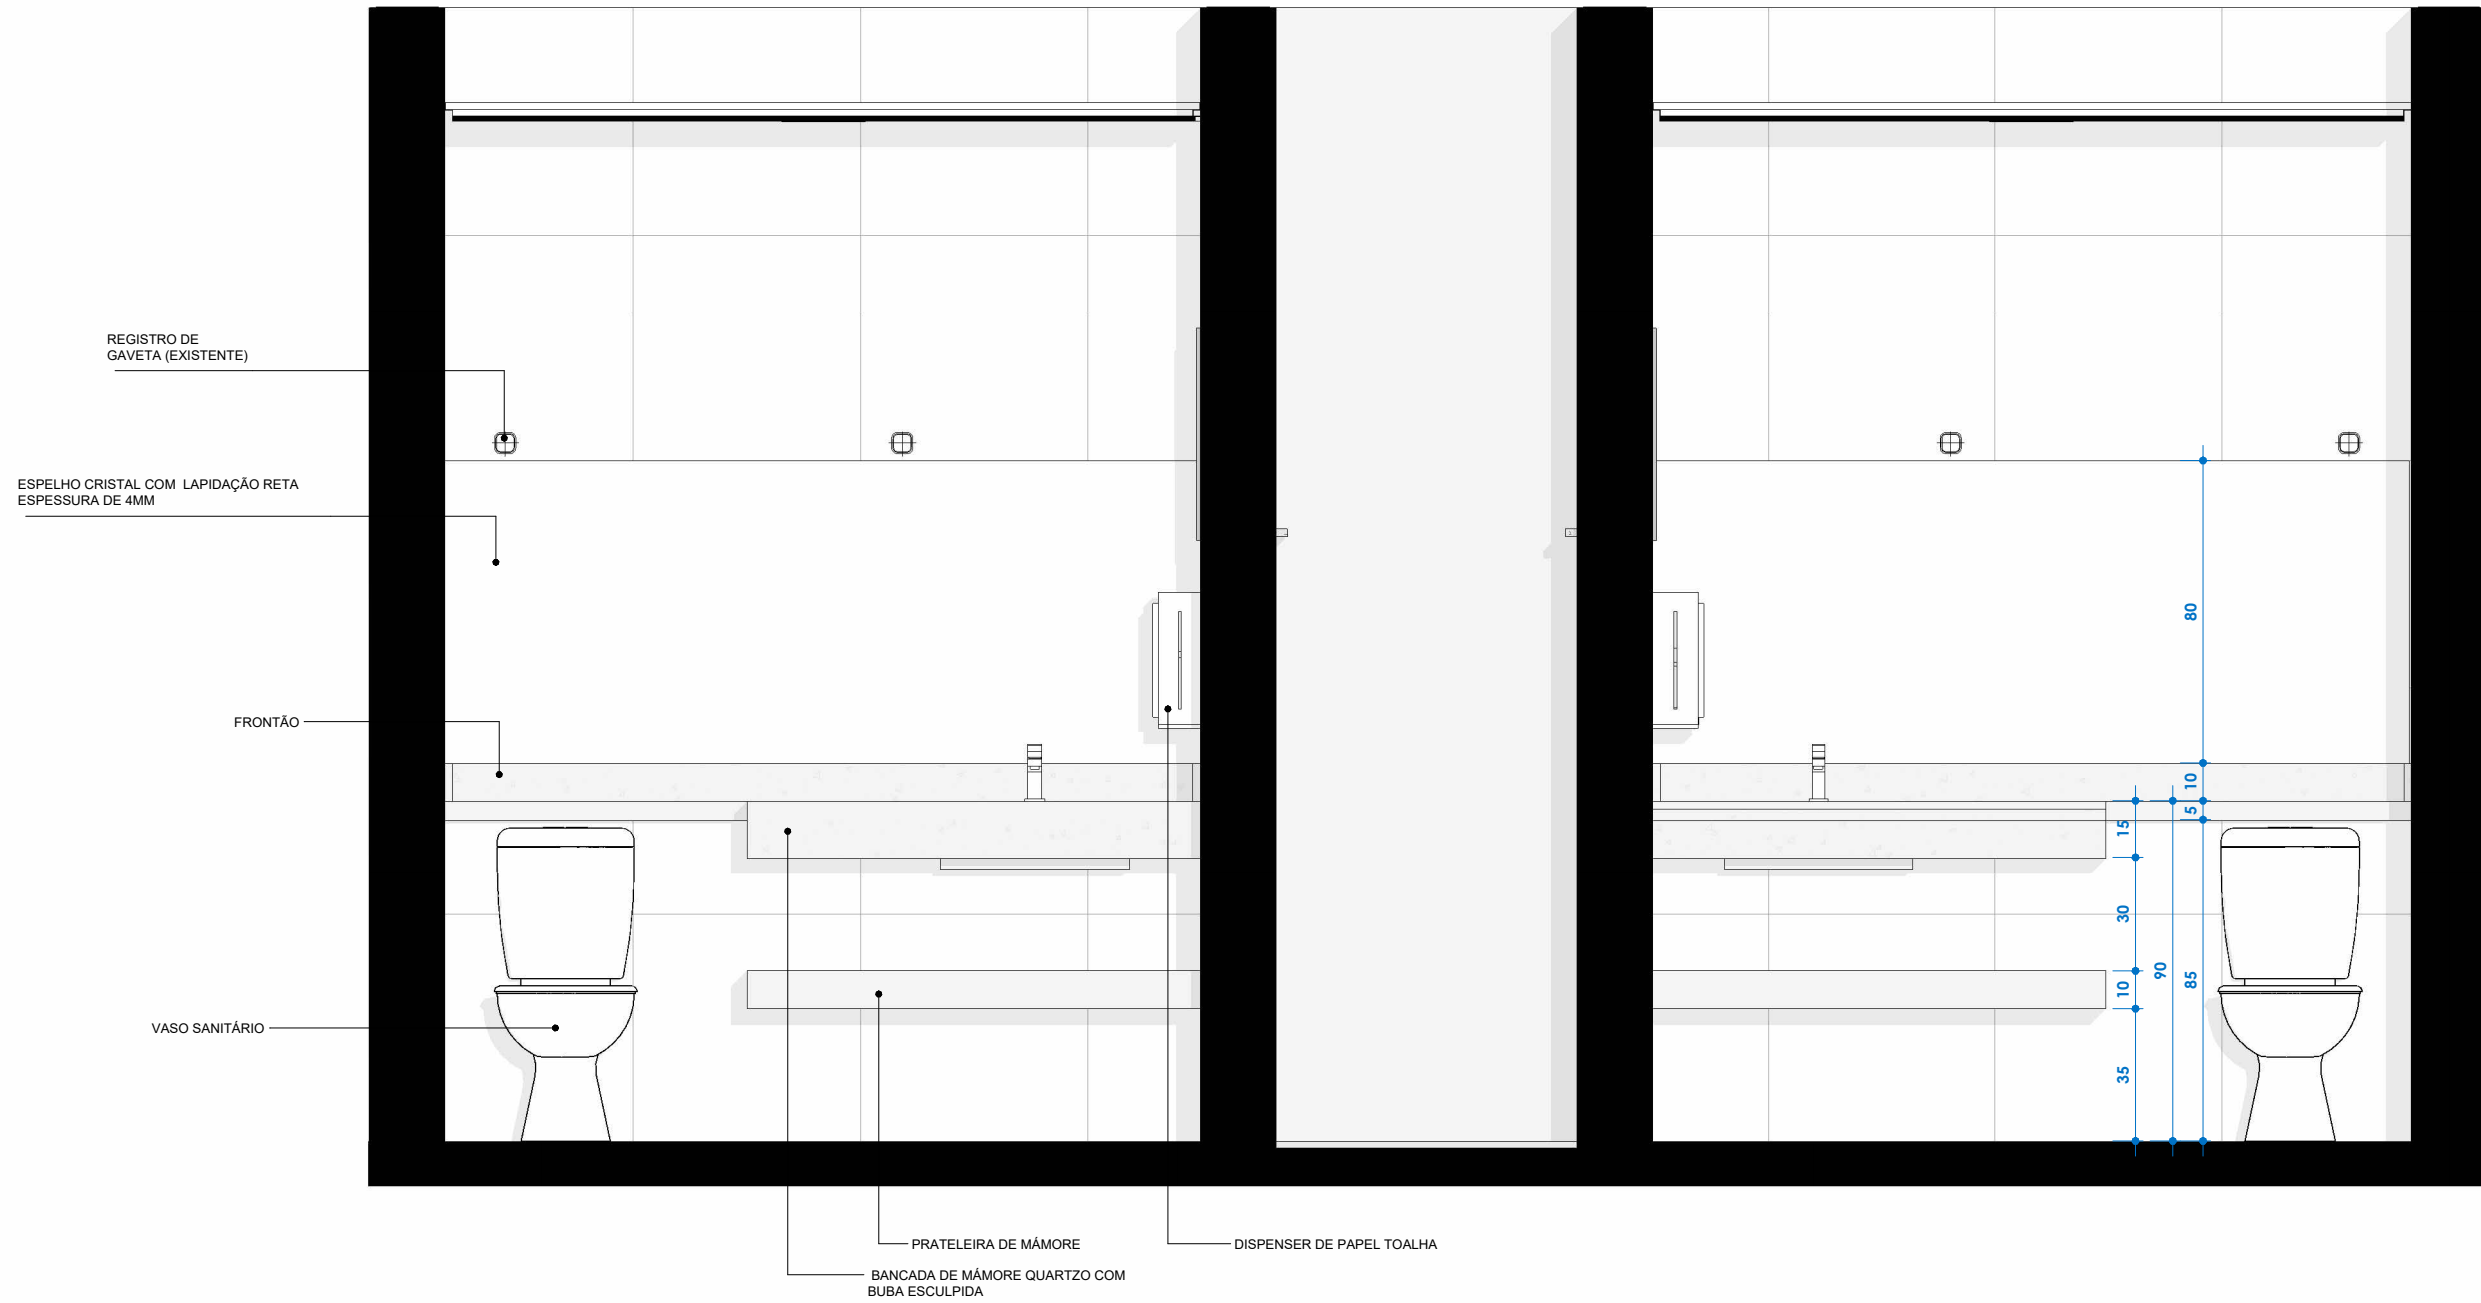 REGISTRO DE
GAVETA (EXISTENTE)
ESPELHO CRISTAL COM  LAPIDAÇÃO RETA
ESPESSURA DE 4MM
FRONTÃO
VASO SANITÁRIO
80
10
5
15
30
90
85
10
35
PRATELEIRA DE MÁMORE
DISPENSER DE PAPEL TOALHA
BANCADA DE MÁMORE QUARTZO COM
BUBA ESCULPIDA